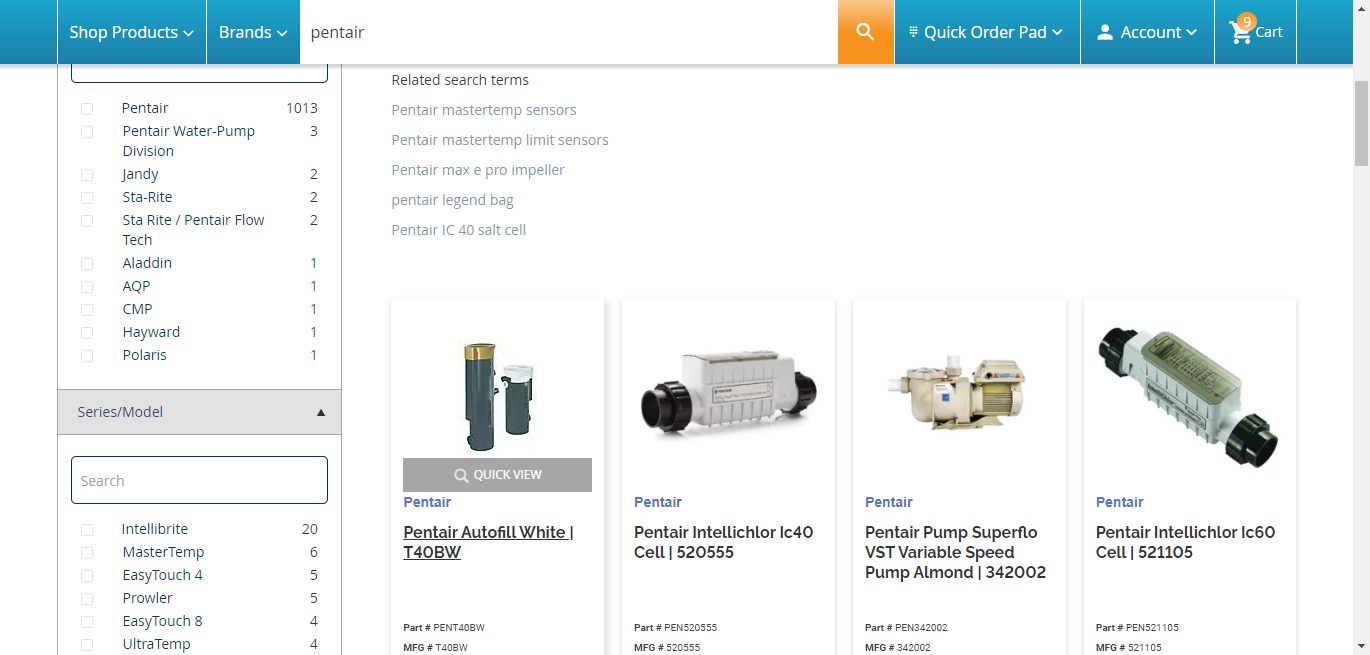 Shop Products
Brands
pentair
Quick Order Pad
Account
9
Cart
Pentair 1013
Pentair Water-Pump
Division 3
Jandy 2
Sta-Rite 2
Sta Rite / Pentair Flow
Tech 2
Aladdin 1
AQP 1
CMP 1
Hayward 1
Polaris 1
Series/Model
Search
Intellibrite 20
MasterTemp 6
EasyTouch 4 5
Prowler 5
EasyTouch 8 4
UltraTemp 4
Related search terms
Pentair mastertemp sensors
Pentair mastertemp limit sensors
Pentair max e pro impeller
pentair legend bag
Pentair IC 40 salt cell
QUICK VIEW
Pentair
Pentair Autofill White |
T40BW
Part # PENT40BW
MFG # T40BW
Pentair
Pentair Intellichlor Ic40
Cell | 520555
Part # PEN520555
MFG # 520555
Pentair
Pentair Pump Superflo
VST Variable Speed
Pump Almond | 342002
Part # PEN342002
MFG # 342002
Pentair
Pentair Intellichlor Ic60
Cell | 521105
Part # PEN521105
MFG # 521105